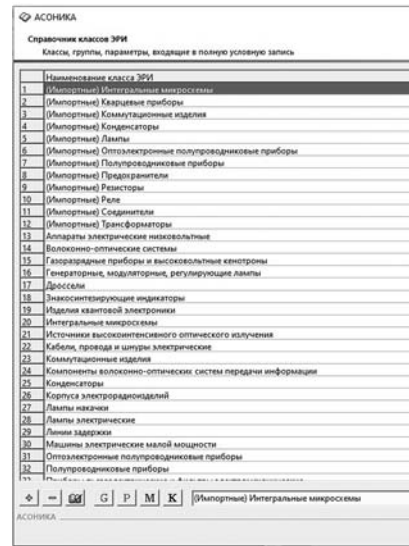 АСОНИКА
Справочник классов ЭРИ
Классы, группы, параметры, входящие в полную условную запись
Наименование класса ЭРИ
1 (Импортные) Интегральные микросхемы
2 (Импортные) Кварцевые приборы
3 (Импортные) Коммутационные изделия
4 (Импортные) Конденсаторы
5 (Импортные) Лампы
6 (Импортные) Оптоэлектронные полупроводниковые приборы
7 (Импортные) Полупроводниковые приборы
8 (Импортные) Предохранители
9 (Импортные) Резисторы
10 (Импортные) Реле
11 (Импортные) Соединители
12 (Импортные) Трансформаторы
13 Аппараты электрические низковольтные
14 Волоконно-оптические системы
15 Газоразрядные приборы и высоковольтные кенотроны
16 Генераторные, модуляторные, регулирующие лампы
17 Дроссели
18 Знакосинтезирующие индикаторы
19 Изделия квантовой электроники
20 Интегральные микросхемы
21 Источники высокоинтенсивного оптического излучения
22 Кабели, провода и шнуры электрические
23 Коммутационные изделия
24 Компоненты волоконно-оптических систем передачи информации
25 Конденсаторы
26 Корпуса электрорадиоизделий
27 Лампы накачки
28 Лампы электрические
29 Линии задержки
30 Машины электрические малой мощности
31 Оптоэлектронные полупроводниковые приборы
32 Полупроводниковые приборы
G P M K (Импортные) Интегральные микросхемы
АСОНИКА